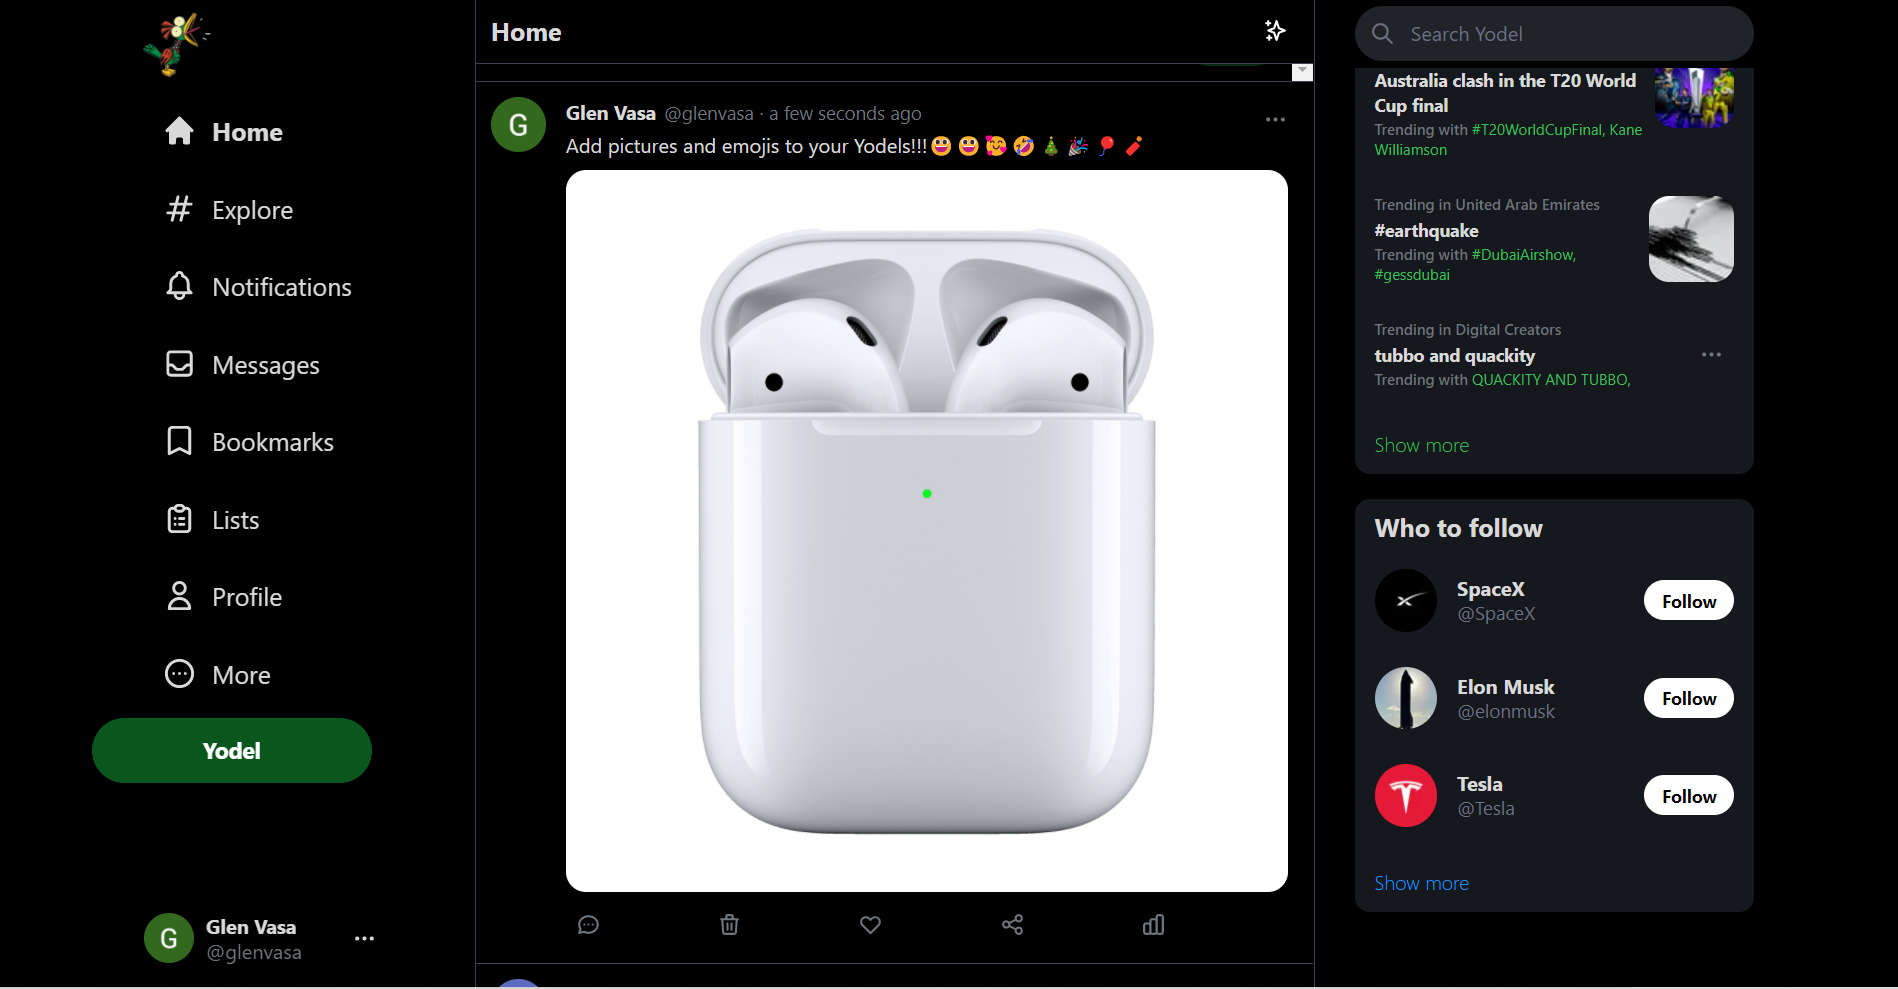 Home
Explore
Notifications
Messages
Bookmarks
Lists
Profile
More
Yodel
G
Glen Vasa
@glenvasa
Home
G
Glen Vasa @glenvasa · a few seconds ago
Add pictures and emojis to your Yodels!!!😃😃🥰🤣🎄🎉🎈🧨
Search Yodel
Australia clash in the T20 World
Cup final
Trending with #T20WorldCupFinal, Kane
Williamson
Trending in United Arab Emirates
#earthquake
Trending with #DubaiAirshow,
#gessdubai
Trending in Digital Creators
tubbo and quackity
Trending with QUACKITY AND TUBBO,
Show more
Who to follow
SpaceX
@SpaceX
Follow
Elon Musk
@elonmusk
Follow
Tesla
@Tesla
Follow
Show more